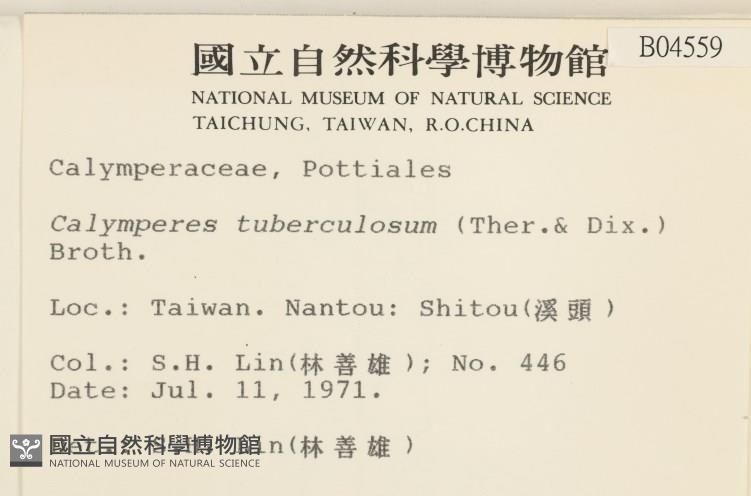 國立自然科學博物館
B04559
NATIONAL MUSEUM OF NATURAL SCIENCE
TAICHUNG, TAIWAN, R.O.CHINA
Calymperaceae, Pottiales
Calymperes tuberculosum (Ther.& Dix.)
Broth.
Loc.: Taiwan. Nantou: Shitou(溪頭)
Col.: S.H. Lin(林善雄); No. 446
Date: Jul. 11, 1971.
Lin(林善雄)
國立自然科學博物館
NATIONAL MUSEUM OF NATURAL SCIENCE